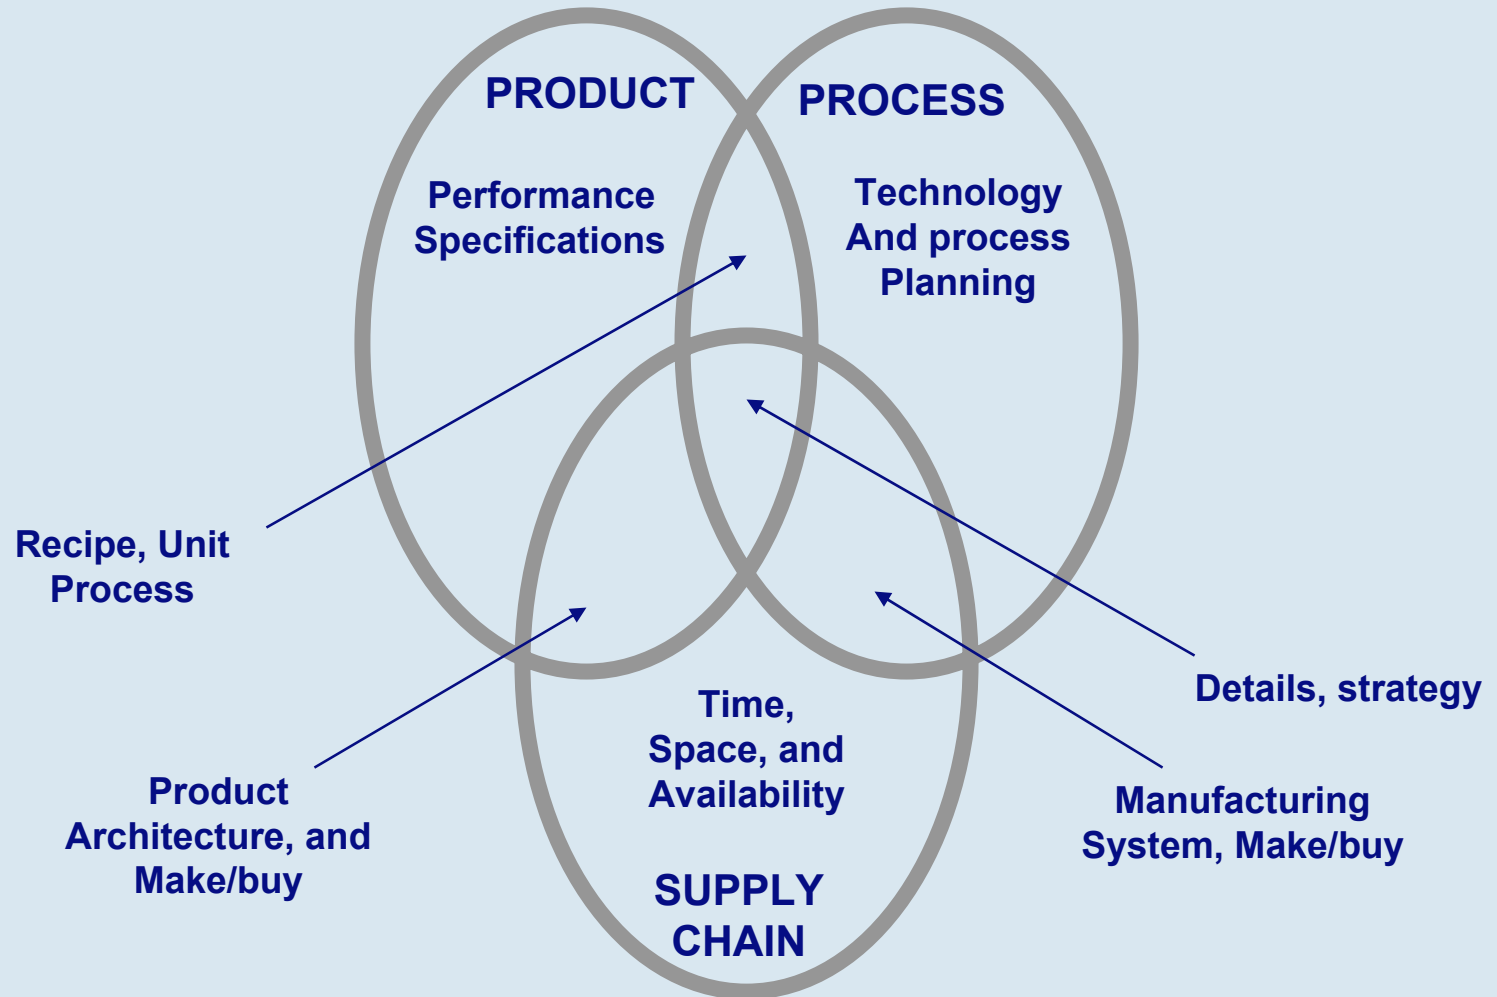 PRODUCT
PROCESS
Performance
Specifications
Technology
And process
Planning
Recipe, Unit
Process
Details, strategy
Time,
Space, and
Availability
Product
Architecture, and
Make/buy
Manufacturing
System, Make/buy
SUPPLY
CHAIN